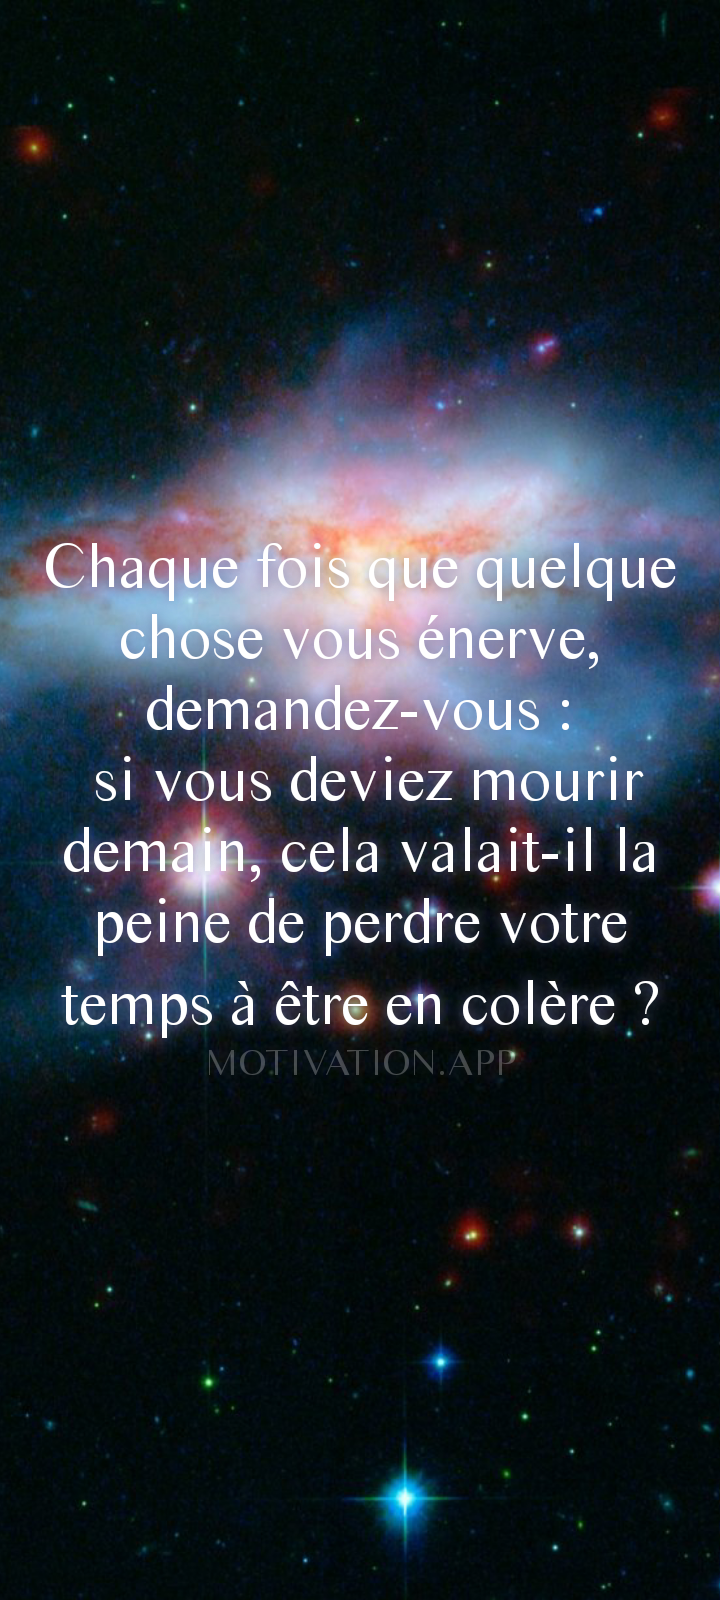 Chaque fois que quelque
chose vous énerve,
demandez-vous :
si vous deviez mourir
demain, cela valait-il la
peine de perdre votre
temps à être en colère ?
MOTIVATION.APP